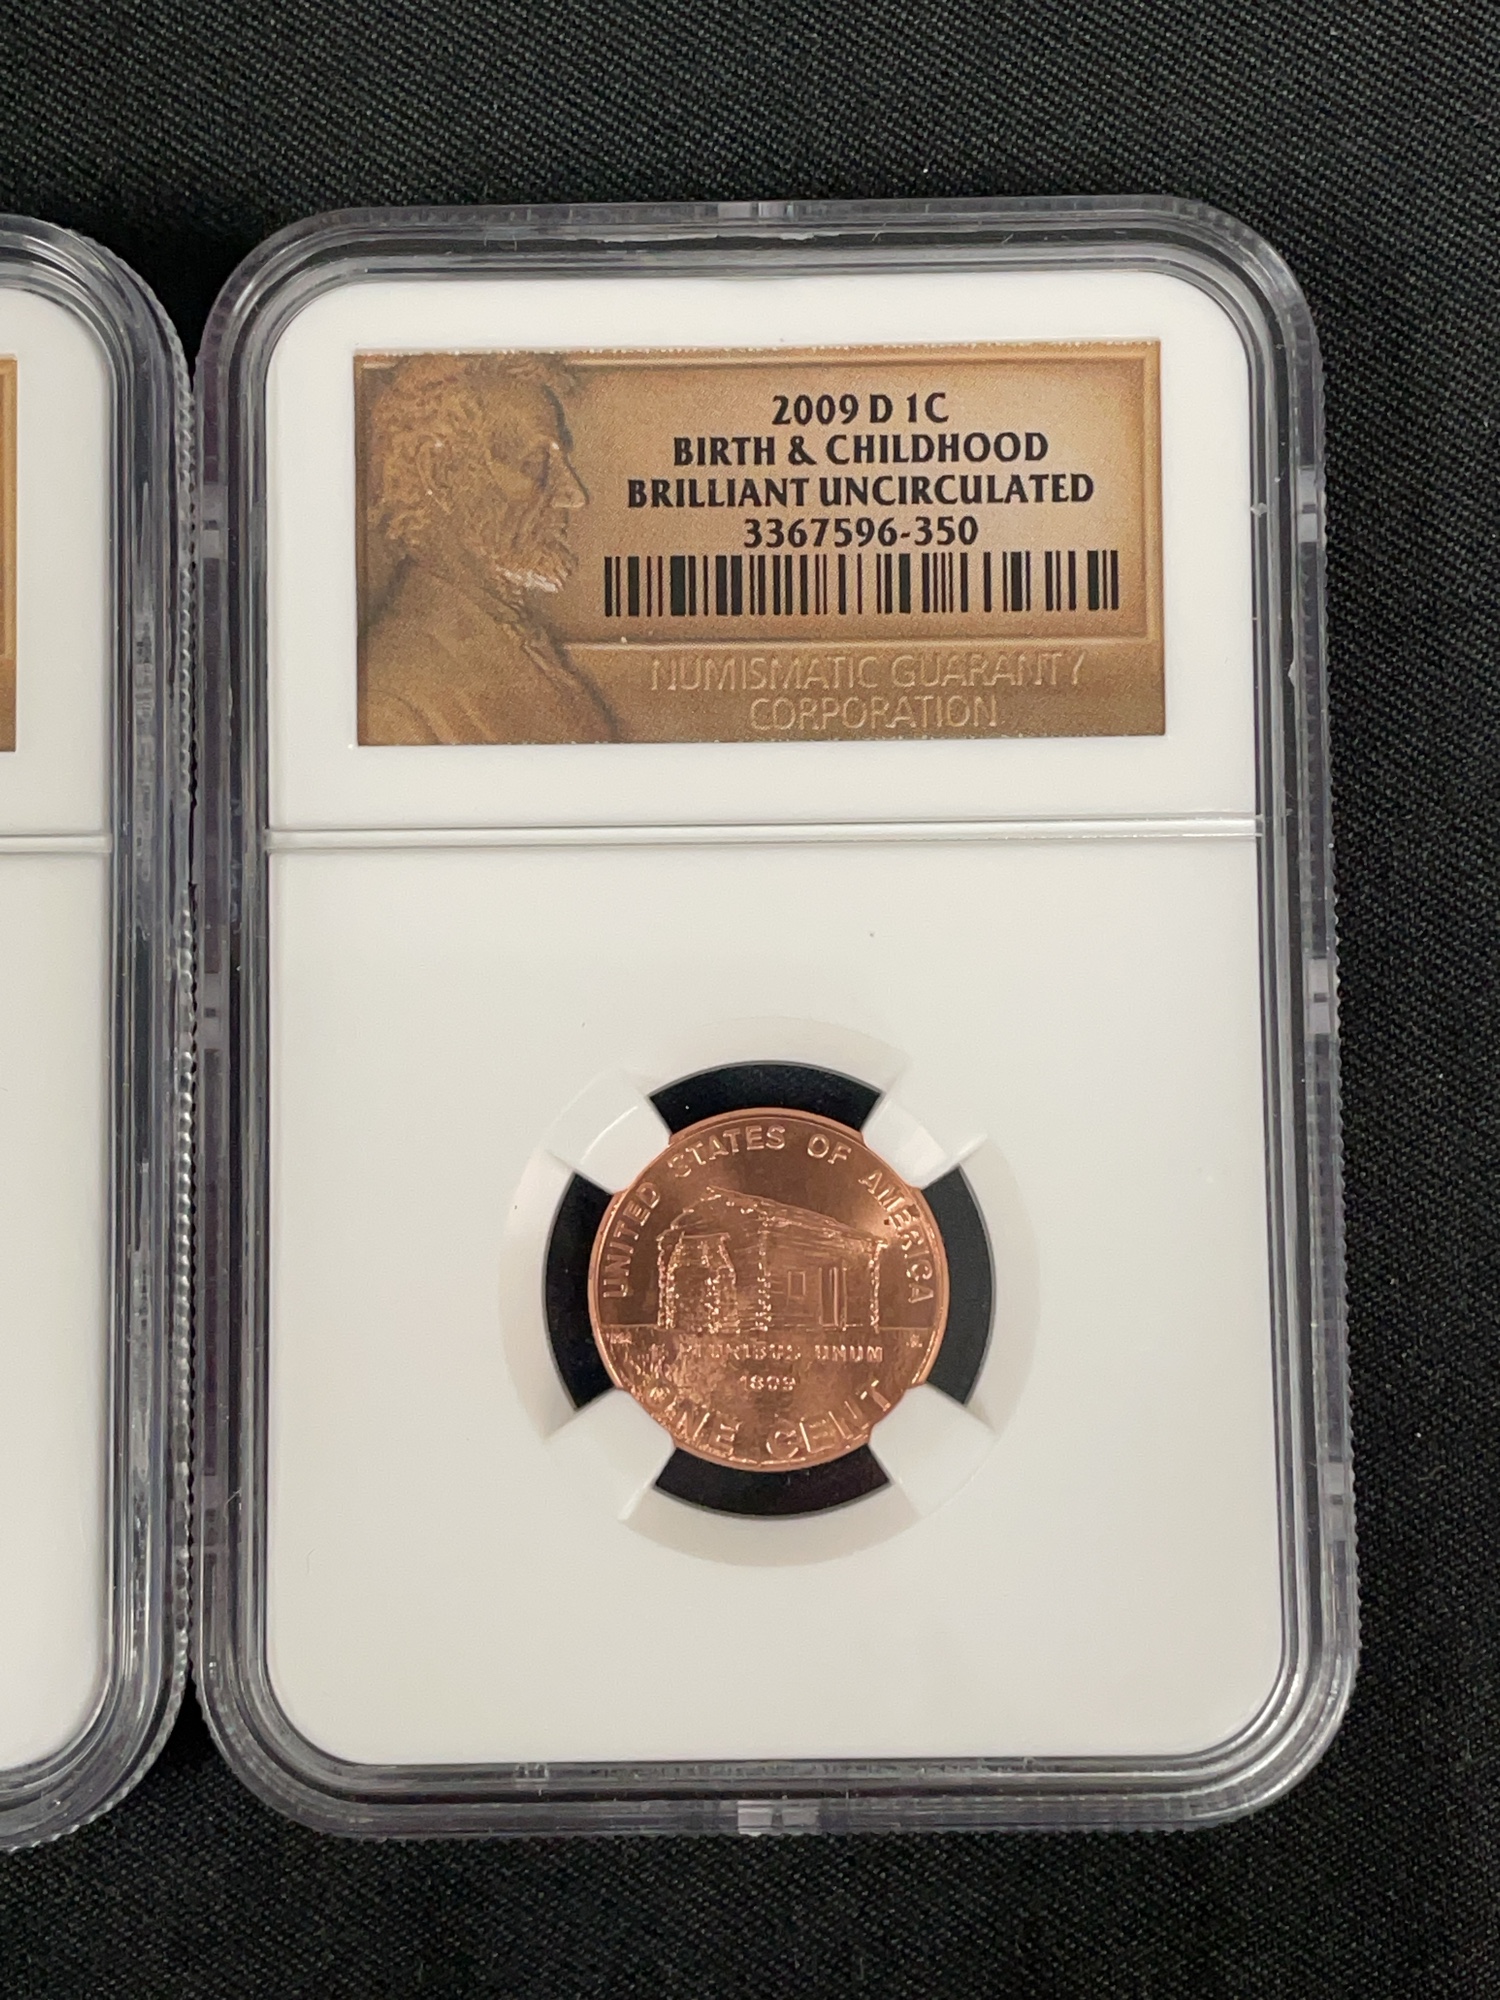 2009 D 1C
BIRTH & CHILDHOOD
BRILLIANT UNCIRCULATED
3367596-350
NUMISMATIC GUARANTY
CORPORATION
UNITED STATES OF AMERICA
PLURIBUS UNUM
1809
ONE CENT